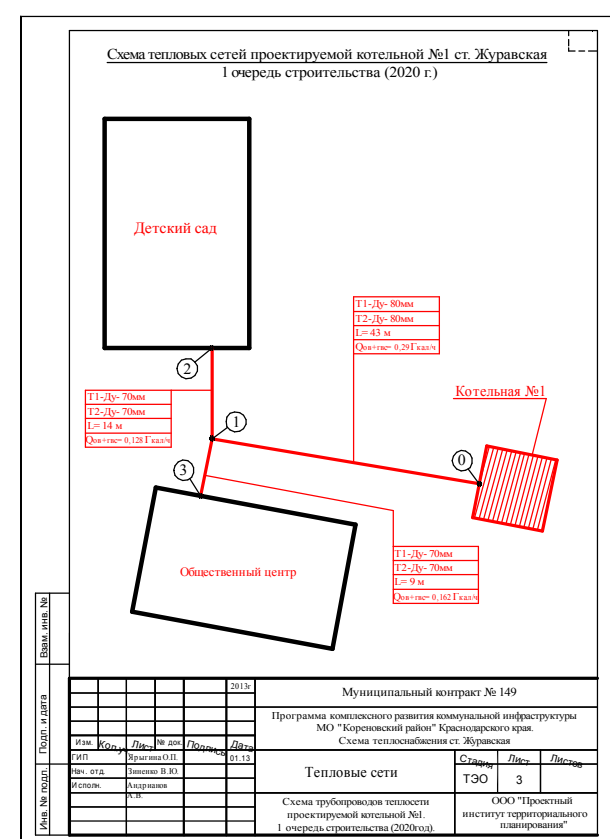 Схема тепловых сетей проектируемой котельной №1 ст. Журавская
1 очередь строительства (2020 г.)
Детский сад
Т1-Ду- 80мм
Т2-Ду- 80мм
L= 43 м
Qов+гвс= 0,29 Гкал/ч
2
Котельная №1
Т1-Ду- 70мм
Т2-Ду- 70мм
L= 14 м
Qов+гвс= 0,128 Гкал/ч
1
0
3
Т1-Ду- 70мм
Т2-Ду- 70мм
L= 9 м
Qов+гвс= 0,162 Гкал/ч
Общественный центр
Взам. инв. №
Подп. и дата
Инв. № подл.
2013г
Муниципальный контракт № 149
Программа комплексного развития коммунальной инфраструктуры
МО "Кореновский район" Краснодарского края.
Схема теплоснабжения ст. Журавская
Изм. Кол.уч Лист № док. Подпись Дата
ГИП Ярыгина О.П. 01.13
Нач. отд. Зиненко В.Ю.
Исполн. Андрианов
А.В.
Тепловые сети
Стадия Лист Листов
ТЭО 3
Схема трубопроводов теплосети
проектируемой котельной №1.
1 очередь строительства (2020год).
ООО "Проектный
институт территориального
планирования"